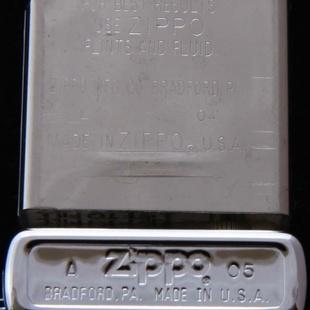 FOR BEST RESULTS
USE ZIPPO
FLINTS AND FLUID
ZIPPO MFG. CO. BRADFORD, PA.
04
MADE IN ZIPPO® U.S.A.
A Zippo® 05
BRADFORD, PA. MADE IN U.S.A.